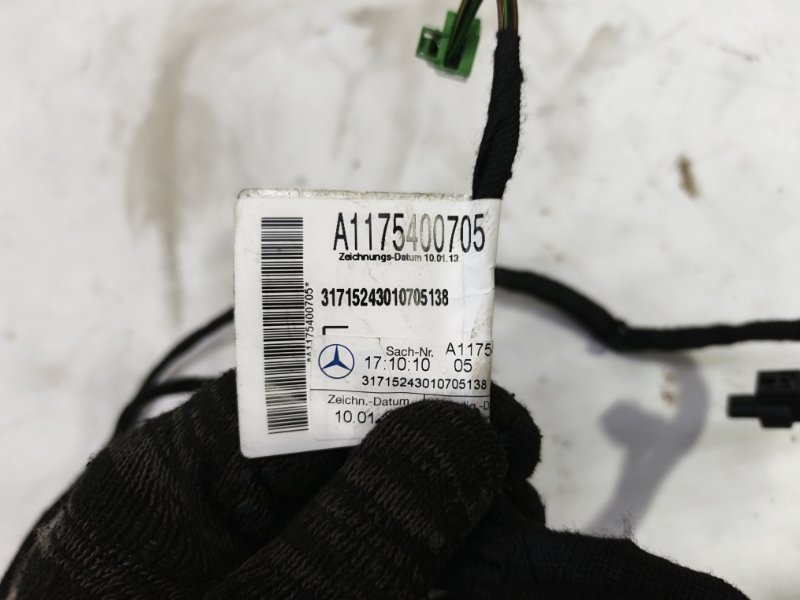 A1175400705
Zeichnungs-Datum 10.01.13
*A1175400705*
31715243010705138
L
Sach-Nr. A1175
17:10:10 05
31715243010705138
Zeichn.-Datum
10.01